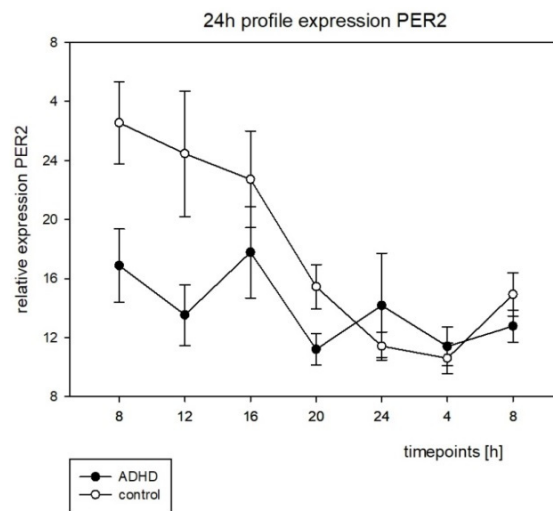 24h profile expression PER2
relative expression PER2
8
4
24
20
16
12
8
8 12 16 20 24 4 8
timepoints [h]
ADHD
control